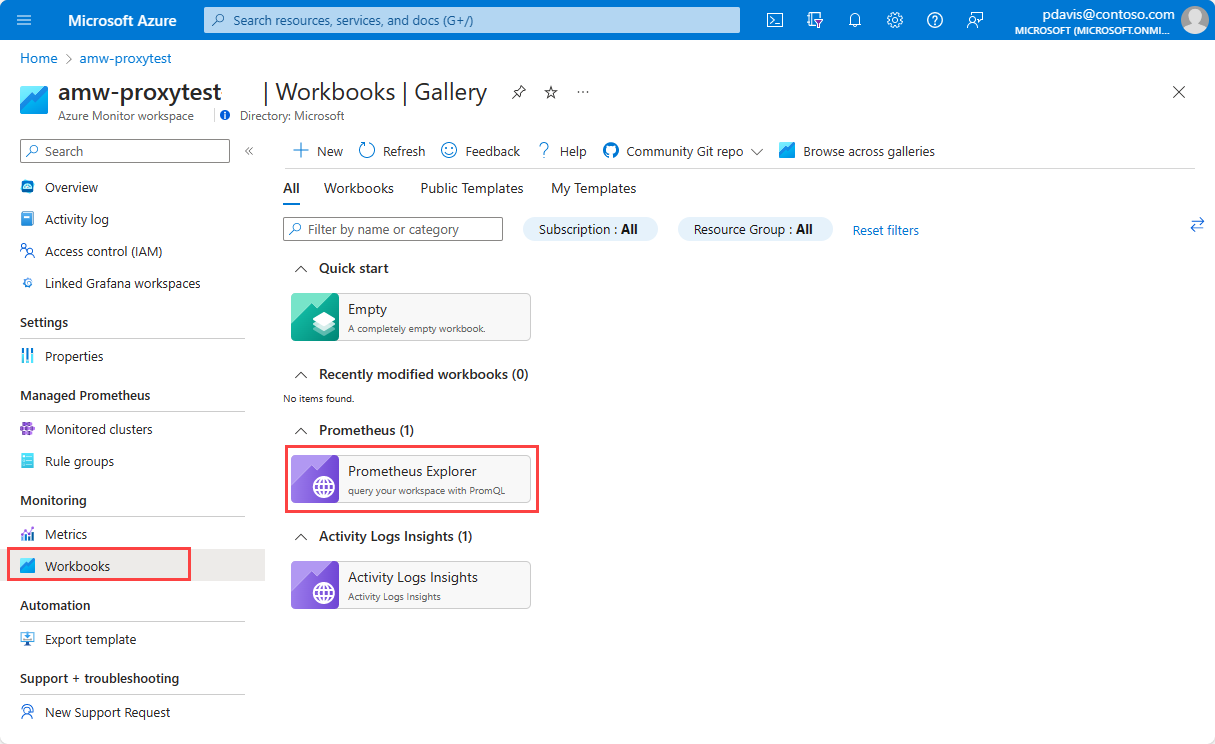 Microsoft Azure
Search resources, services, and docs (G+/)
pdavis@contoso.com
MICROSOFT (MICROSOFT.ONMI...
Home > amw-proxytest
amw-proxytest | Workbooks | Gallery
Azure Monitor workspace
Directory: Microsoft
Search
Overview
Activity log
Access control (IAM)
Linked Grafana workspaces
Settings
Properties
Managed Prometheus
Monitored clusters
Rule groups
Monitoring
Metrics
Workbooks
Automation
Export template
Support + troubleshooting
New Support Request
New Refresh Feedback Help Community Git repo Browse across galleries
All Workbooks Public Templates My Templates
Filter by name or category Subscription : All Resource Group : All Reset filters
Quick start
Empty
A completely empty workbook.
Recently modified workbooks (0)
No items found.
Prometheus (1)
Prometheus Explorer
query your workspace with PromQL
Activity Logs Insights (1)
Activity Logs Insights
Activity Logs Insights